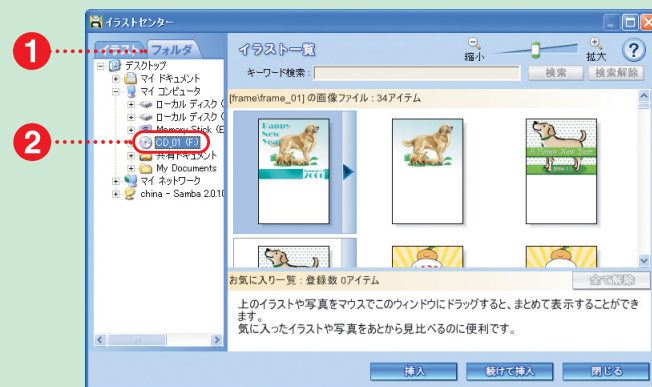 イラストセンター
1
イラスト フォルダ
イラスト一覧
縮小
拡大
?
キーワード検索:
検索
検索解除
デスクトップ
マイ ドキュメント
マイ コンピュータ
ローカル ディスク (
ローカル ディスク (
Memory Stick (E
2
CD_01 (F:)
共有ドキュメント
My Documents
マイ ネットワーク
china - Samba 2.0.10
[frame\frame_01] の画像ファイル : 34アイテム
Happy
New
Year
2006
A Happy New Year
2006.1.1
お気に入り一覧 : 登録数 0アイテム
全て解除
上のイラストや写真をマウスでこのウィンドウにドラッグすると、まとめて表示することができ
ます。
気に入ったイラストや写真をあとから見比べるのに便利です。
挿入
続けて挿入
閉じる